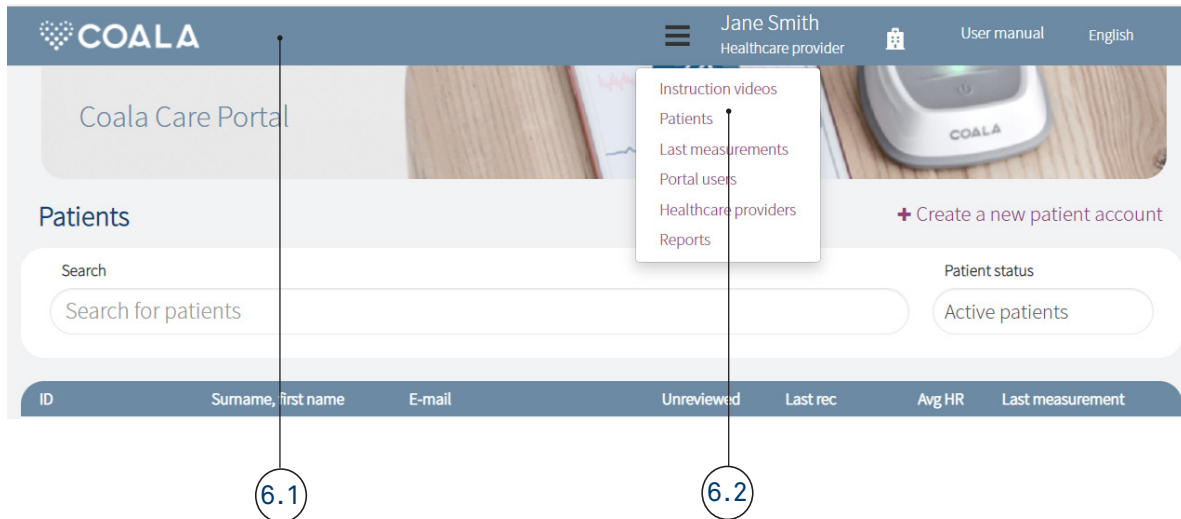 COALA
Jane Smith
Healthcare provider
User manual
English
Coala Care Portal
Instruction videos
Patients
Last measurements
Portal users
Healthcare providers
Reports
COALA
Patients
+ Create a new patient account
Search
Search for patients
Patient status
Active patients
ID Surname, first name E-mail Unreviewed Last rec Avg HR Last measurement
6.1
6.2